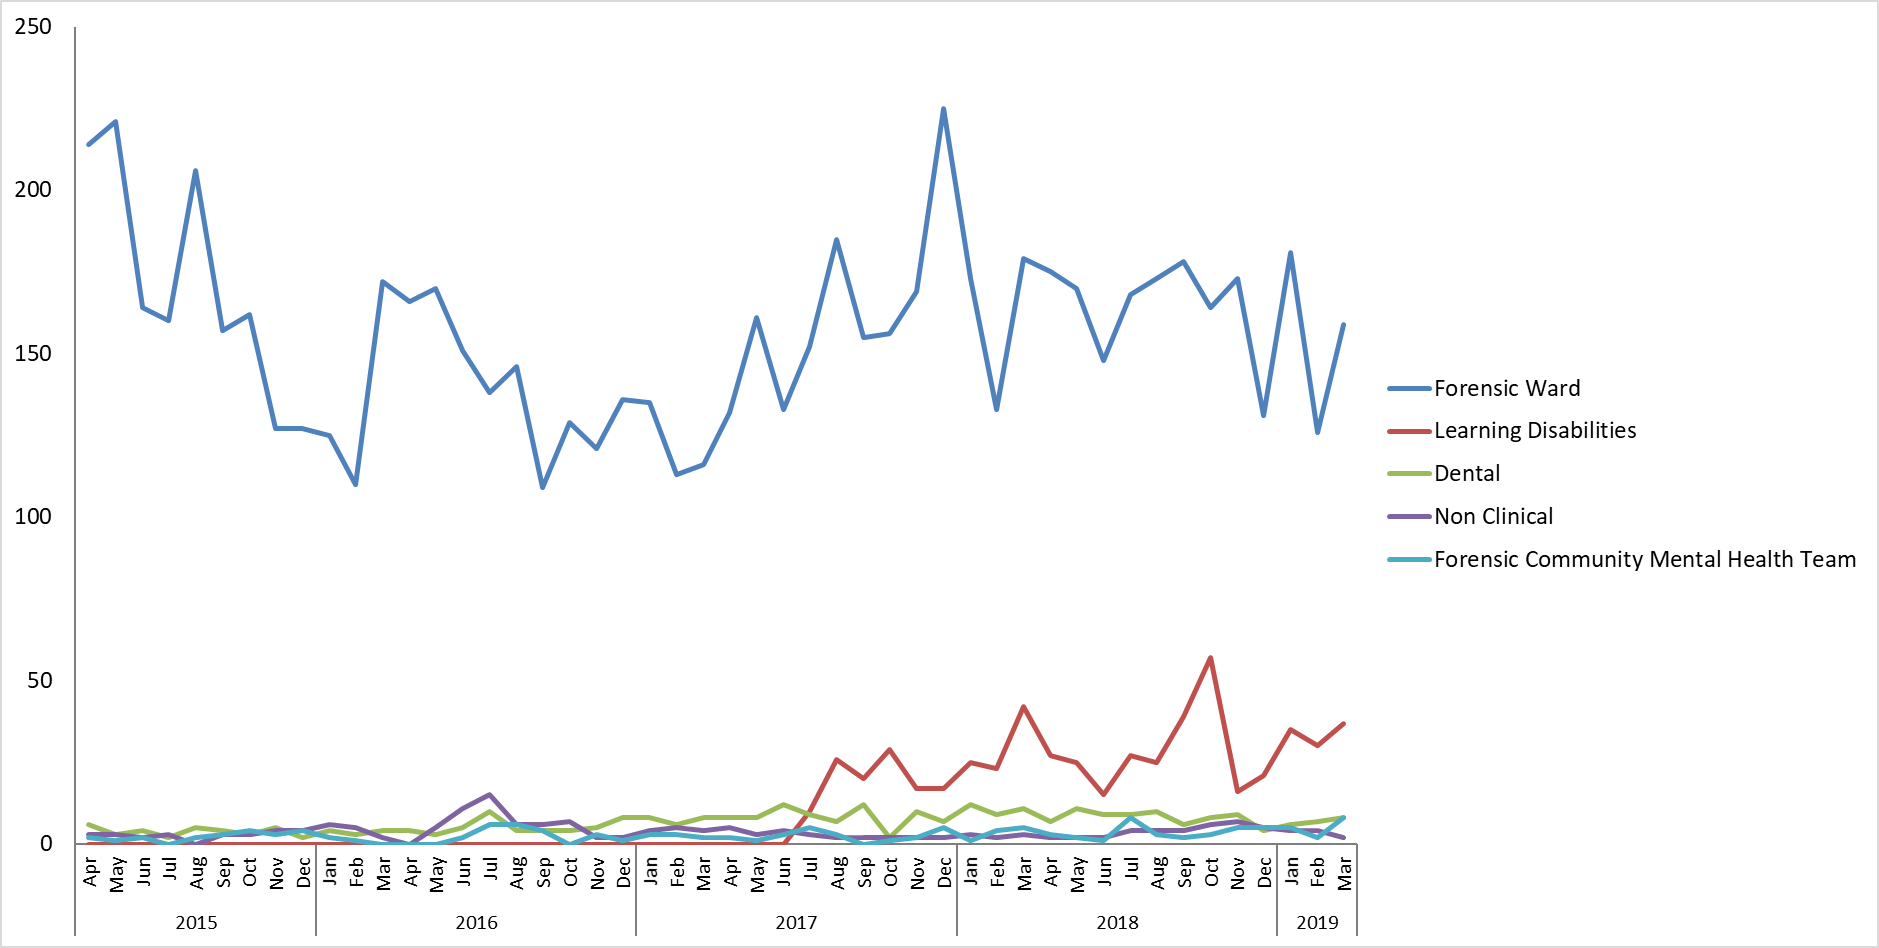 250
200
150
100
50
0
Apr May Jun Jul Aug Sep Oct Nov Dec Jan Feb Mar Apr May Jun Jul Aug Sep Oct Nov Dec Jan Feb Mar Apr May Jun Jul Aug Sep Oct Nov Dec Jan Feb Mar Apr May Jun Jul Aug Sep Oct Nov Dec Jan Feb Mar
2015 2016 2017 2018 2019
Forensic Ward
Learning Disabilities
Dental
Non Clinical
Forensic Community Mental Health Team